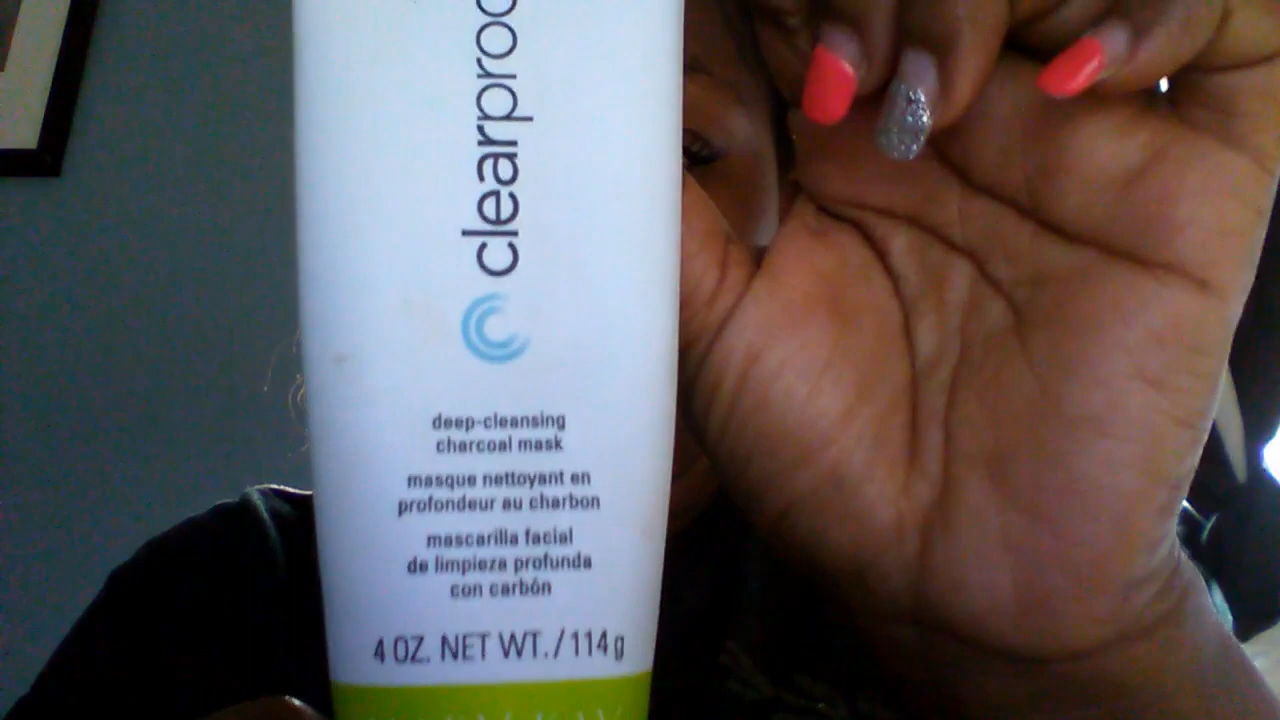 clearproo
deep-cleansing
charcoal mask
masque nettoyant en
profondeur au charbon
mascarilla facial
de limpieza profunda
con carbón
4 OZ. NET WT./114g